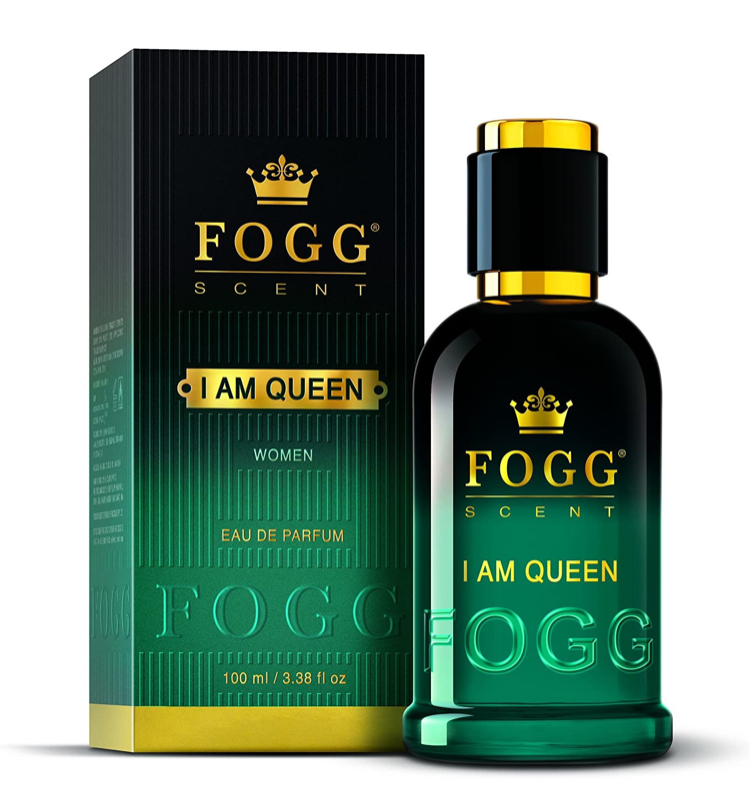 FOGG®
SCENT
I AM QUEEN
WOMEN
EAU DE PARFUM
FOGG
100 ml / 3.38 fl oz
FOGG
FOGG®
SCENT
I AM QUEEN
FOGG